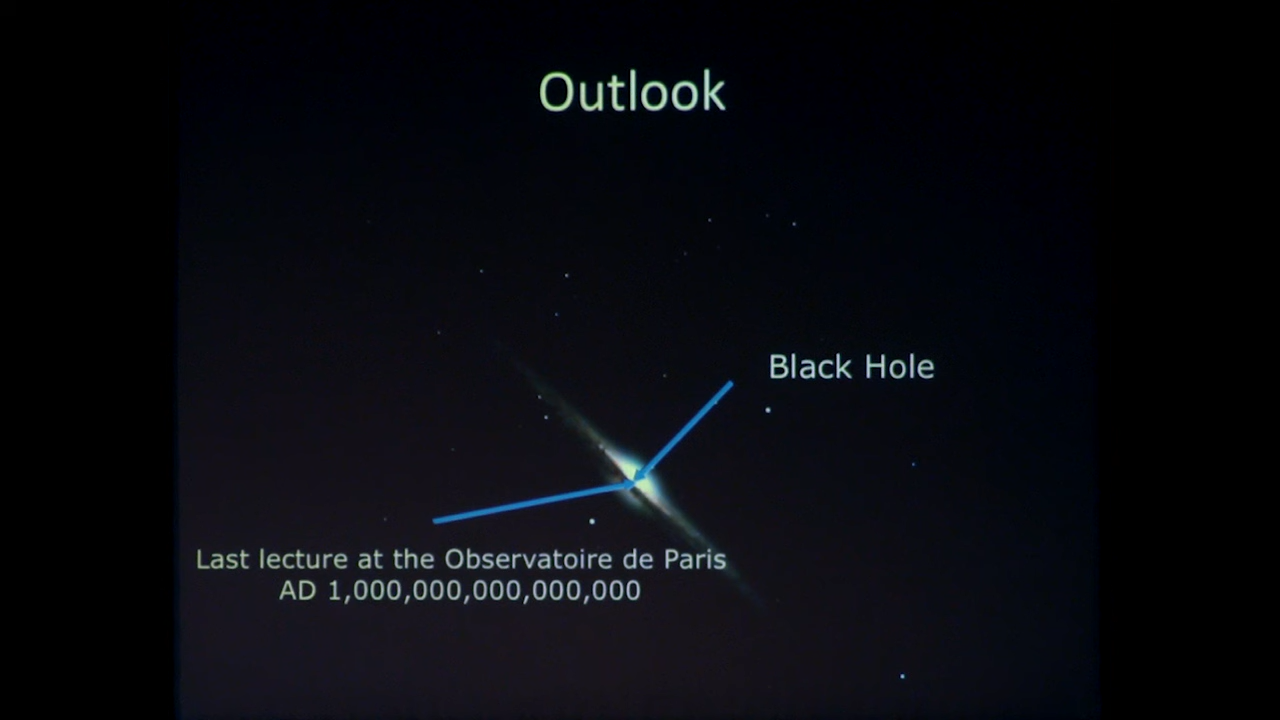 Outlook
Black Hole
Last lecture at the Observatoire de Paris
AD 1,000,000,000,000,000